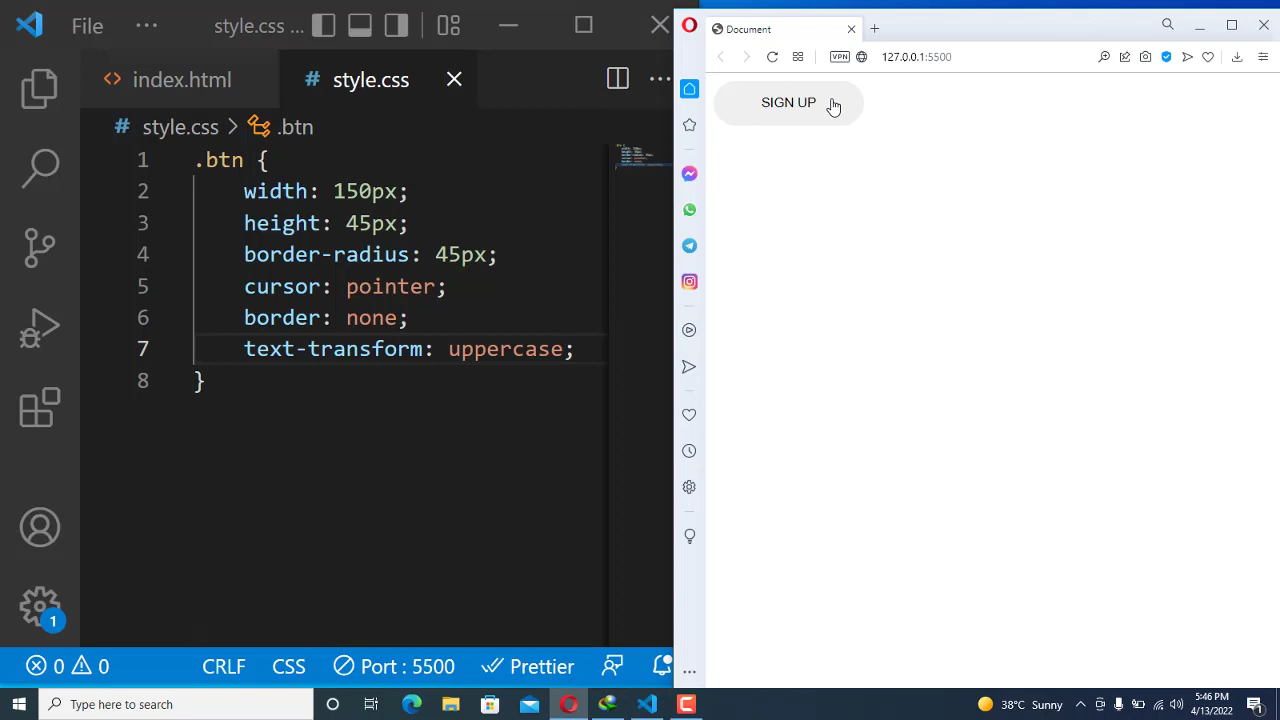 File ··· style.css ...
index.html
# style.css
# style.css > .btn
1 .btn {
2 width: 150px;
3 height: 45px;
4 border-radius: 45px;
5 cursor: pointer;
6 border: none;
7 text-transform: uppercase;
8 }
1
0 0 CRLF CSS Port : 5500 Prettier
Document
VPN 127.0.0.1:5500
SIGN UP
Type here to search
38°C Sunny
5:46 PM
4/13/2022
1